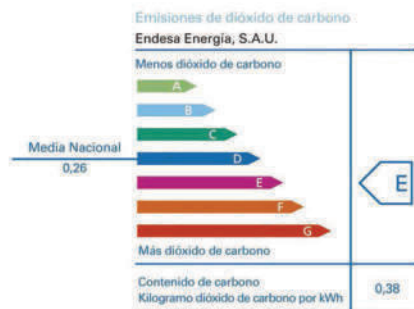 Emisiones de dióxido de carbono
Endesa Energía, S.A.U.
Menos dióxido de carbono
A
B
C
Media Nacional
0,26
D
E
E
F
G
Más dióxido de carbono
Contenido de carbono
Kilogramo dióxido de carbono por kWh
0,38